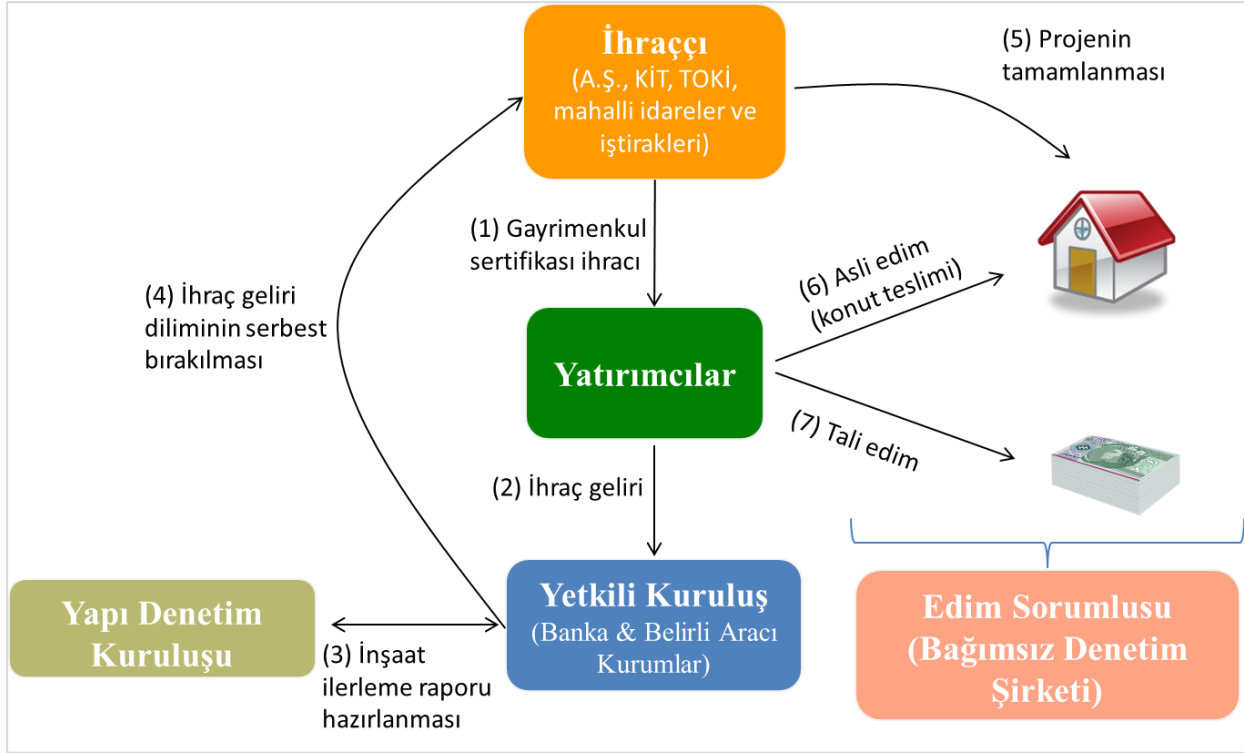 İhraççı
(A.Ş., KİT, TOKİ,
mahalli idareler ve
iştirakleri)
(5) Projenin
tamamlanması
(1) Gayrimenkul
sertifikası ihracı
(4) İhraç geliri
diliminin serbest
bırakılması
(6) Asli edim
(konut teslimi)
Yatırımcılar
(7) Tali edim
(2) İhraç geliri
Yapı Denetim
Kuruluşu
(3) İnşaat
ilerleme raporu
hazırlanması
Yetkili Kuruluş
(Banka & Belirli Aracı
Kurumlar)
Edim Sorumlusu
(Bağımsız Denetim
Şirketi)